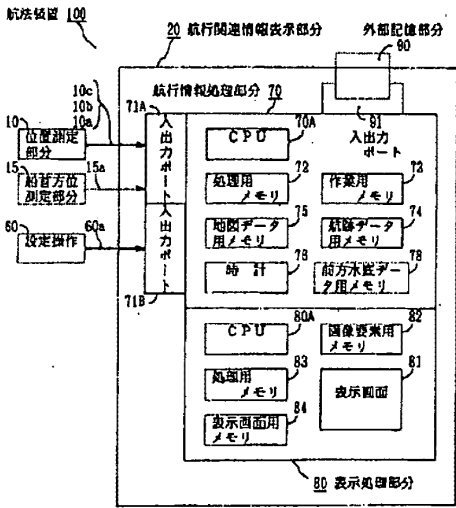 航法装置 100
20 航行関連情報表示部分
外部記憶部分
90
10c
10b
10a
71A
航行情報処理部分
70
91
10
位置測定
部分
入出力ポート
CPU
70A
入出力
ポート
15
船首方位
測定部分
15a
処理用
メモリ
72
作業用
メモリ
73
60
設定操作
60a
入出力ポート
地図データ
用メモリ
75
航跡データ
用メモリ
74
時計
76
前方水底デー
タ用メモリ
78
71B
CPU
80A
画像要素用
メモリ
82
処理用
メモリ
83
表示画面
81
表示画面用
メモリ
84
80 表示処理部分